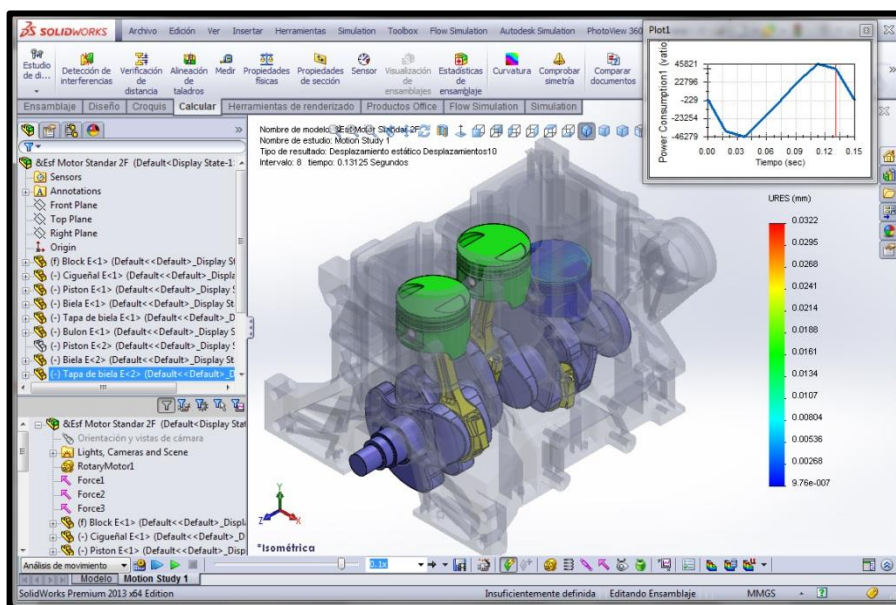 SOLIDWORKS
Archivo Edición Ver Insertar Herramientas Simulation Toolbox Flow Simulation Autodesk Simulation PhotoView 360
Estudio de di...
Detección de interferencias
Verificación de distancia
Alineación de taladros
Medir
Propiedades físicas
Propiedades de sección
Sensor
Visualización de ensamblajes
Estadísticas de ensamblaje
Curvatura
Comprobar simetría
Comparar documentos
Ensamblaje Diseño Croquis Calcular Herramientas de renderizado Productos Office Flow Simulation Simulation
&Esf Motor Standar 2F (Default<Display State-1
Sensors
Annotations
Front Plane
Top Plane
Right Plane
Origin
(f) Block E<1> (Default<<Default>_Display St
(-) Cigueñal E<1> (Default<<Default>_Displa
(-) Piston E<1> (Default<<Default>_Display S
(-) Biela E<1> (Default<<Default>_Display Sta
(-) Tapa de biela E<1> (Default<<Default>_D
(-) Bulon E<1> (Default<<Default>_Display S
(-) Piston E<2> (Default<<Default>_Display S
(-) Biela E<2> (Default<<Default>_Display Sta
(-) Tapa de biela E<2> (Default<<Default>_D
&Esf Motor Standar 2F (Default<Display Stat
Orientación y vistas de cámara
Lights, Cameras and Scene
RotaryMotor1
Force1
Force2
Force3
(f) Block E<1> (Default<<Default>_Displ
(-) Cigueñal E<1> (Default<<Default>_D
(-) Piston E<1> (Default<<Default>_Disp
Nombre de modelo: &Esf Motor Standar 2F
Nombre de estudio: Motion Study 1
Tipo de resultado: Desplazamiento estático Desplazamientos10
Intervalo: 8 tiempo: 0.13125 Segundos
Plot1
Power Consumption1 (vatio)
45821
22796
-229
-23254
-46279
0.00 0.03 0.06 0.09 0.12 0.15
Tiempo (sec)
URES (mm)
0.0322
0.0295
0.0268
0.0241
0.0214
0.0188
0.0161
0.0134
0.0107
0.00804
0.00536
0.00268
9.76e-007
Y
Z
X
*Isométrica
Análisis de movimiento
0.1x
Modelo Motion Study 1
SolidWorks Premium 2013 x64 Edition
Insuficientemente definida Editando Ensamblaje MMGS